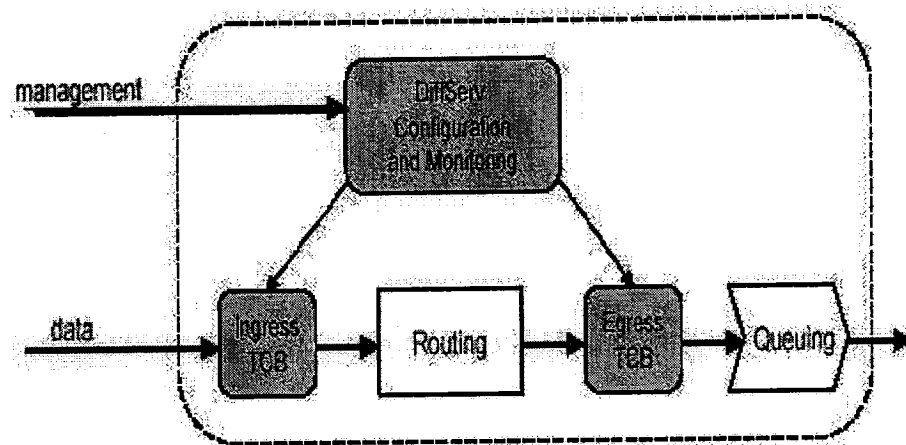 management
DiffServ
Configuration
and Monitoring
data
Ingress
TCB
Routing
Egress
TCB
Queuing